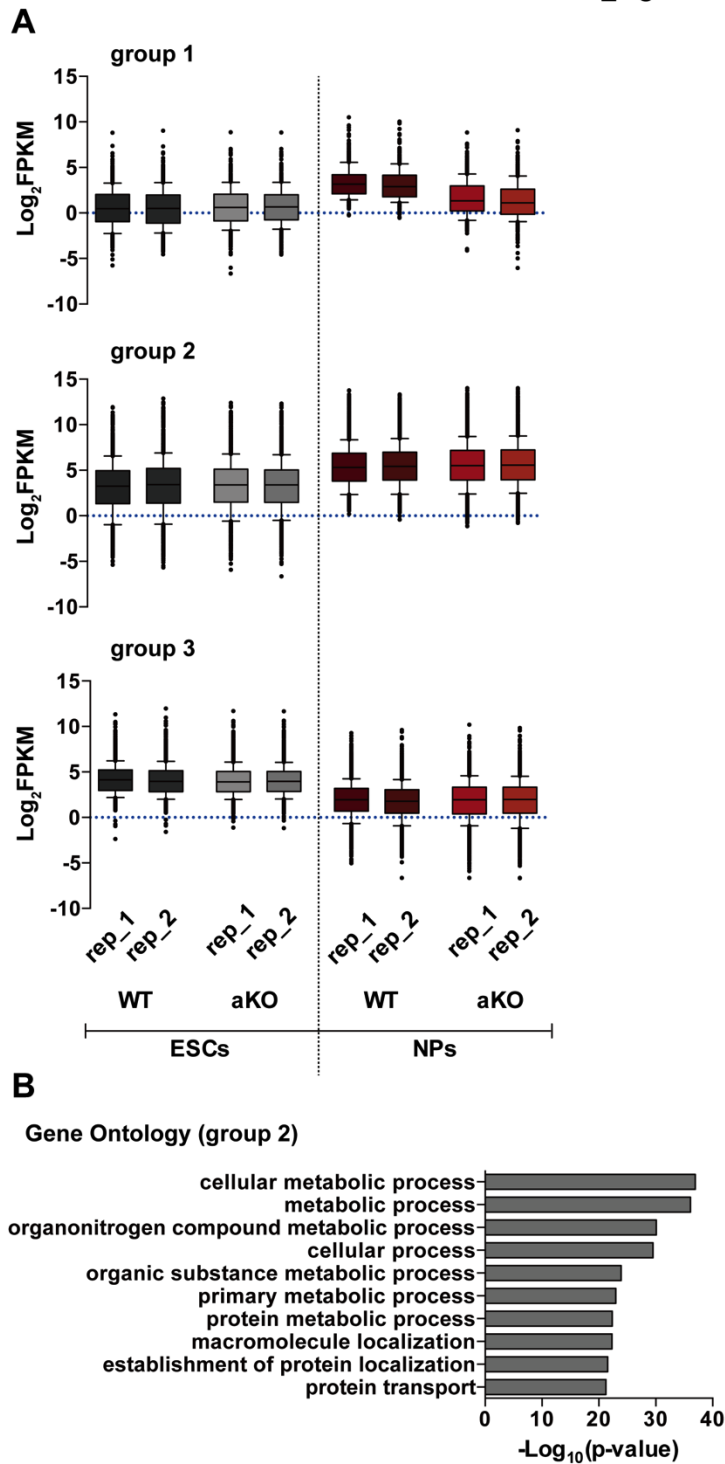 A
group 1
15
10
5
0
-5
-10
Log2FPKM
group 2
15
10
5
0
-5
-10
Log2FPKM
group 3
15
10
5
0
-5
-10
Log2FPKM
rep_1 rep_2 rep_1 rep_2 rep_1 rep_2 rep_1 rep_2
WT aKO WT aKO
ESCs NPs
B
Gene Ontology (group 2)
cellular metabolic process
metabolic process
organonitrogen compound metabolic process
cellular process
organic substance metabolic process
primary metabolic process
protein metabolic process
macromolecule localization
establishment of protein localization
protein transport
0 10 20 30 40
-Log10(p-value)